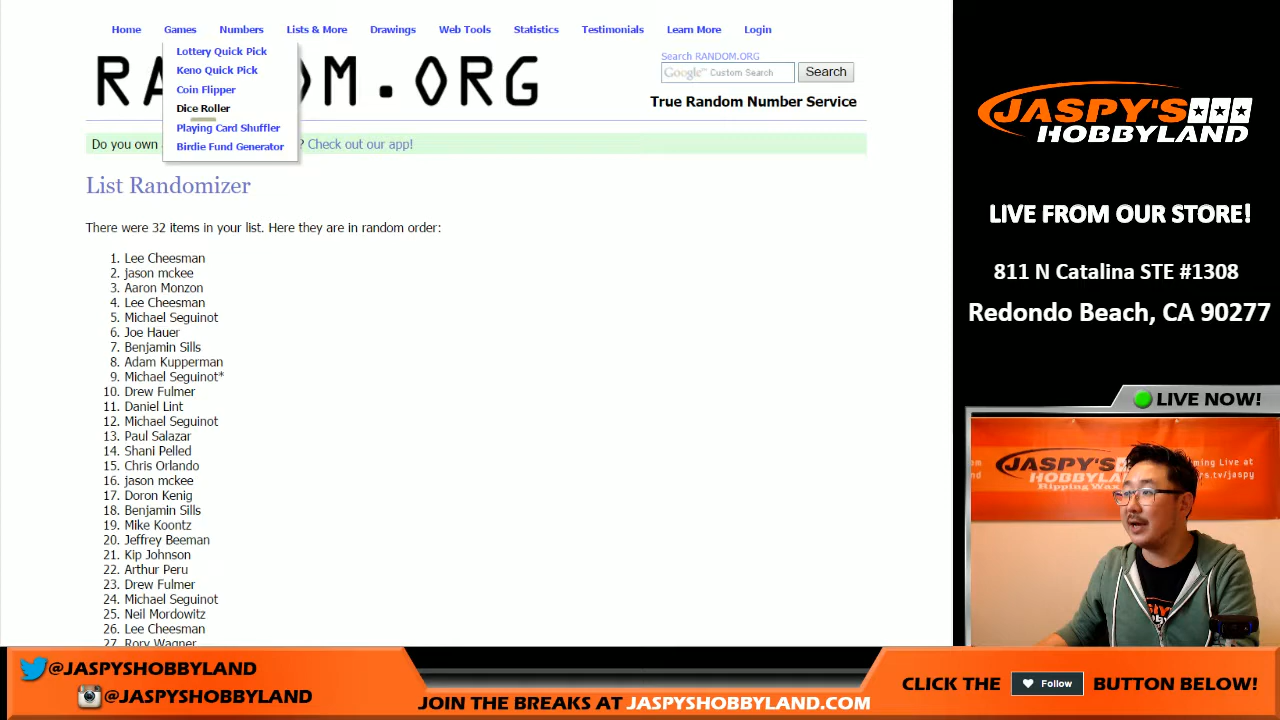 Home Games Numbers Lists & More Drawings Web Tools Statistics Testimonials Learn More Login
Lottery Quick Pick
Keno Quick Pick
Coin Flipper
Dice Roller
Playing Card Shuffler
Birdie Fund Generator
RANDOM.ORG
Search RANDOM.ORG
Google™ Custom Search
Search
True Random Number Service
Do you own ? Check out our app!
List Randomizer
There were 32 items in your list. Here they are in random order:
1. Lee Cheesman
2. jason mckee
3. Aaron Monzon
4. Lee Cheesman
5. Michael Seguinot
6. Joe Hauer
7. Benjamin Sills
8. Adam Kupperman
9. Michael Seguinot*
10. Drew Fulmer
11. Daniel Lint
12. Michael Seguinot
13. Paul Salazar
14. Shani Pelled
15. Chris Orlando
16. jason mckee
17. Doron Kenig
18. Benjamin Sills
19. Mike Koontz
20. Jeffrey Beeman
21. Kip Johnson
22. Arthur Peru
23. Drew Fulmer
24. Michael Seguinot
25. Neil Mordowitz
26. Lee Cheesman
27. Rory Wagner
JASPY'S
HOBBYLAND
LIVE FROM OUR STORE!
811 N Catalina STE #1308
Redondo Beach, CA 90277
LIVE NOW!
JASPY'S
HOBBYLAND
Ripping Wax
ming Live at
rs.tv/jaspy
@JASPYSHOBBYLAND
@JASPYSHOBBYLAND
JOIN THE BREAKS AT JASPYSHOBBYLAND.COM
CLICK THE Follow BUTTON BELOW!